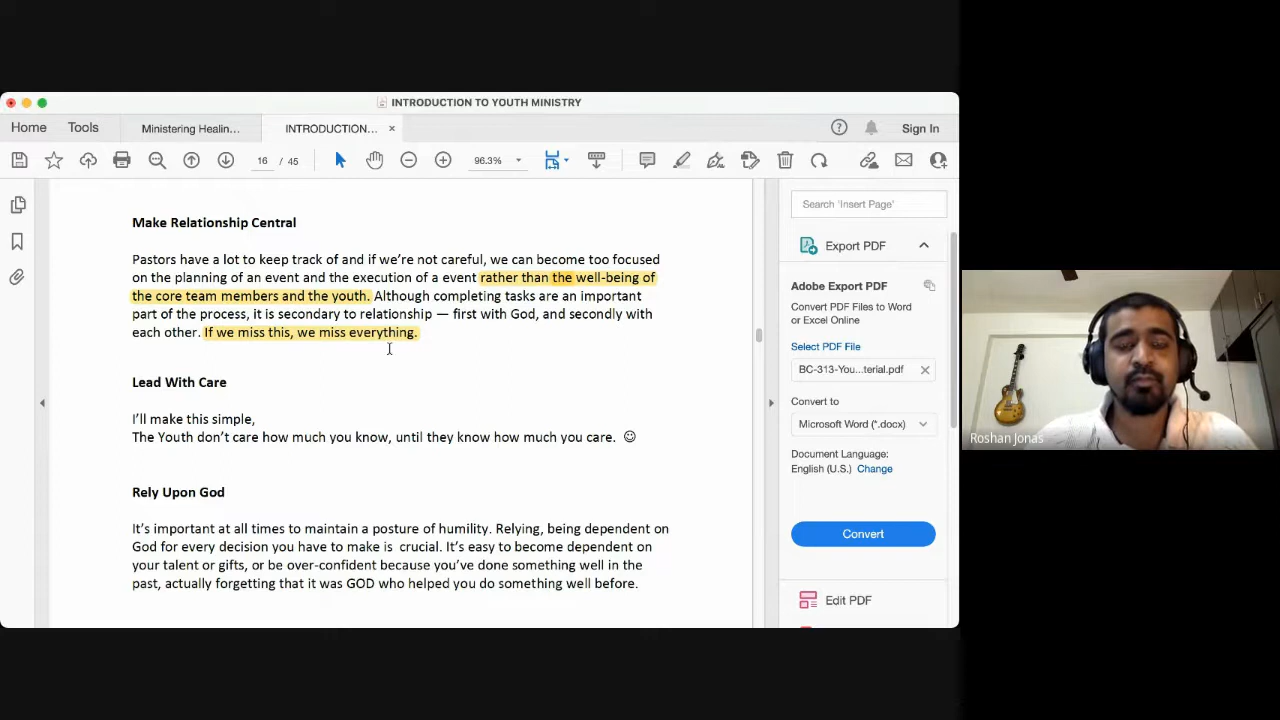 INTRODUCTION TO YOUTH MINISTRY
Home
Tools
Ministering Healin...
INTRODUCTION...
×
Sign In
16 / 45
96.3%
Make Relationship Central
Pastors have a lot to keep track of and if we’re not careful, we can become too focused
on the planning of an event and the execution of a event rather than the well-being of
the core team members and the youth. Although completing tasks are an important
part of the process, it is secondary to relationship — first with God, and secondly with
each other. If we miss this, we miss everything.
Lead With Care
I’ll make this simple,
The Youth don’t care how much you know, until they know how much you care. ☺
Rely Upon God
It’s important at all times to maintain a posture of humility. Relying, being dependent on
God for every decision you have to make is  crucial. It’s easy to become dependent on
your talent or gifts, or be over-confident because you’ve done something well in the
past, actually forgetting that it was GOD who helped you do something well before.
Search 'Insert Page'
Export PDF
Adobe Export PDF
Convert PDF Files to Word
or Excel Online
Select PDF File
BC-313-You...terial.pdf
Convert to
Microsoft Word (*.docx)
Document Language:
English (U.S.) Change
Convert
Edit PDF
Roshan Jonas